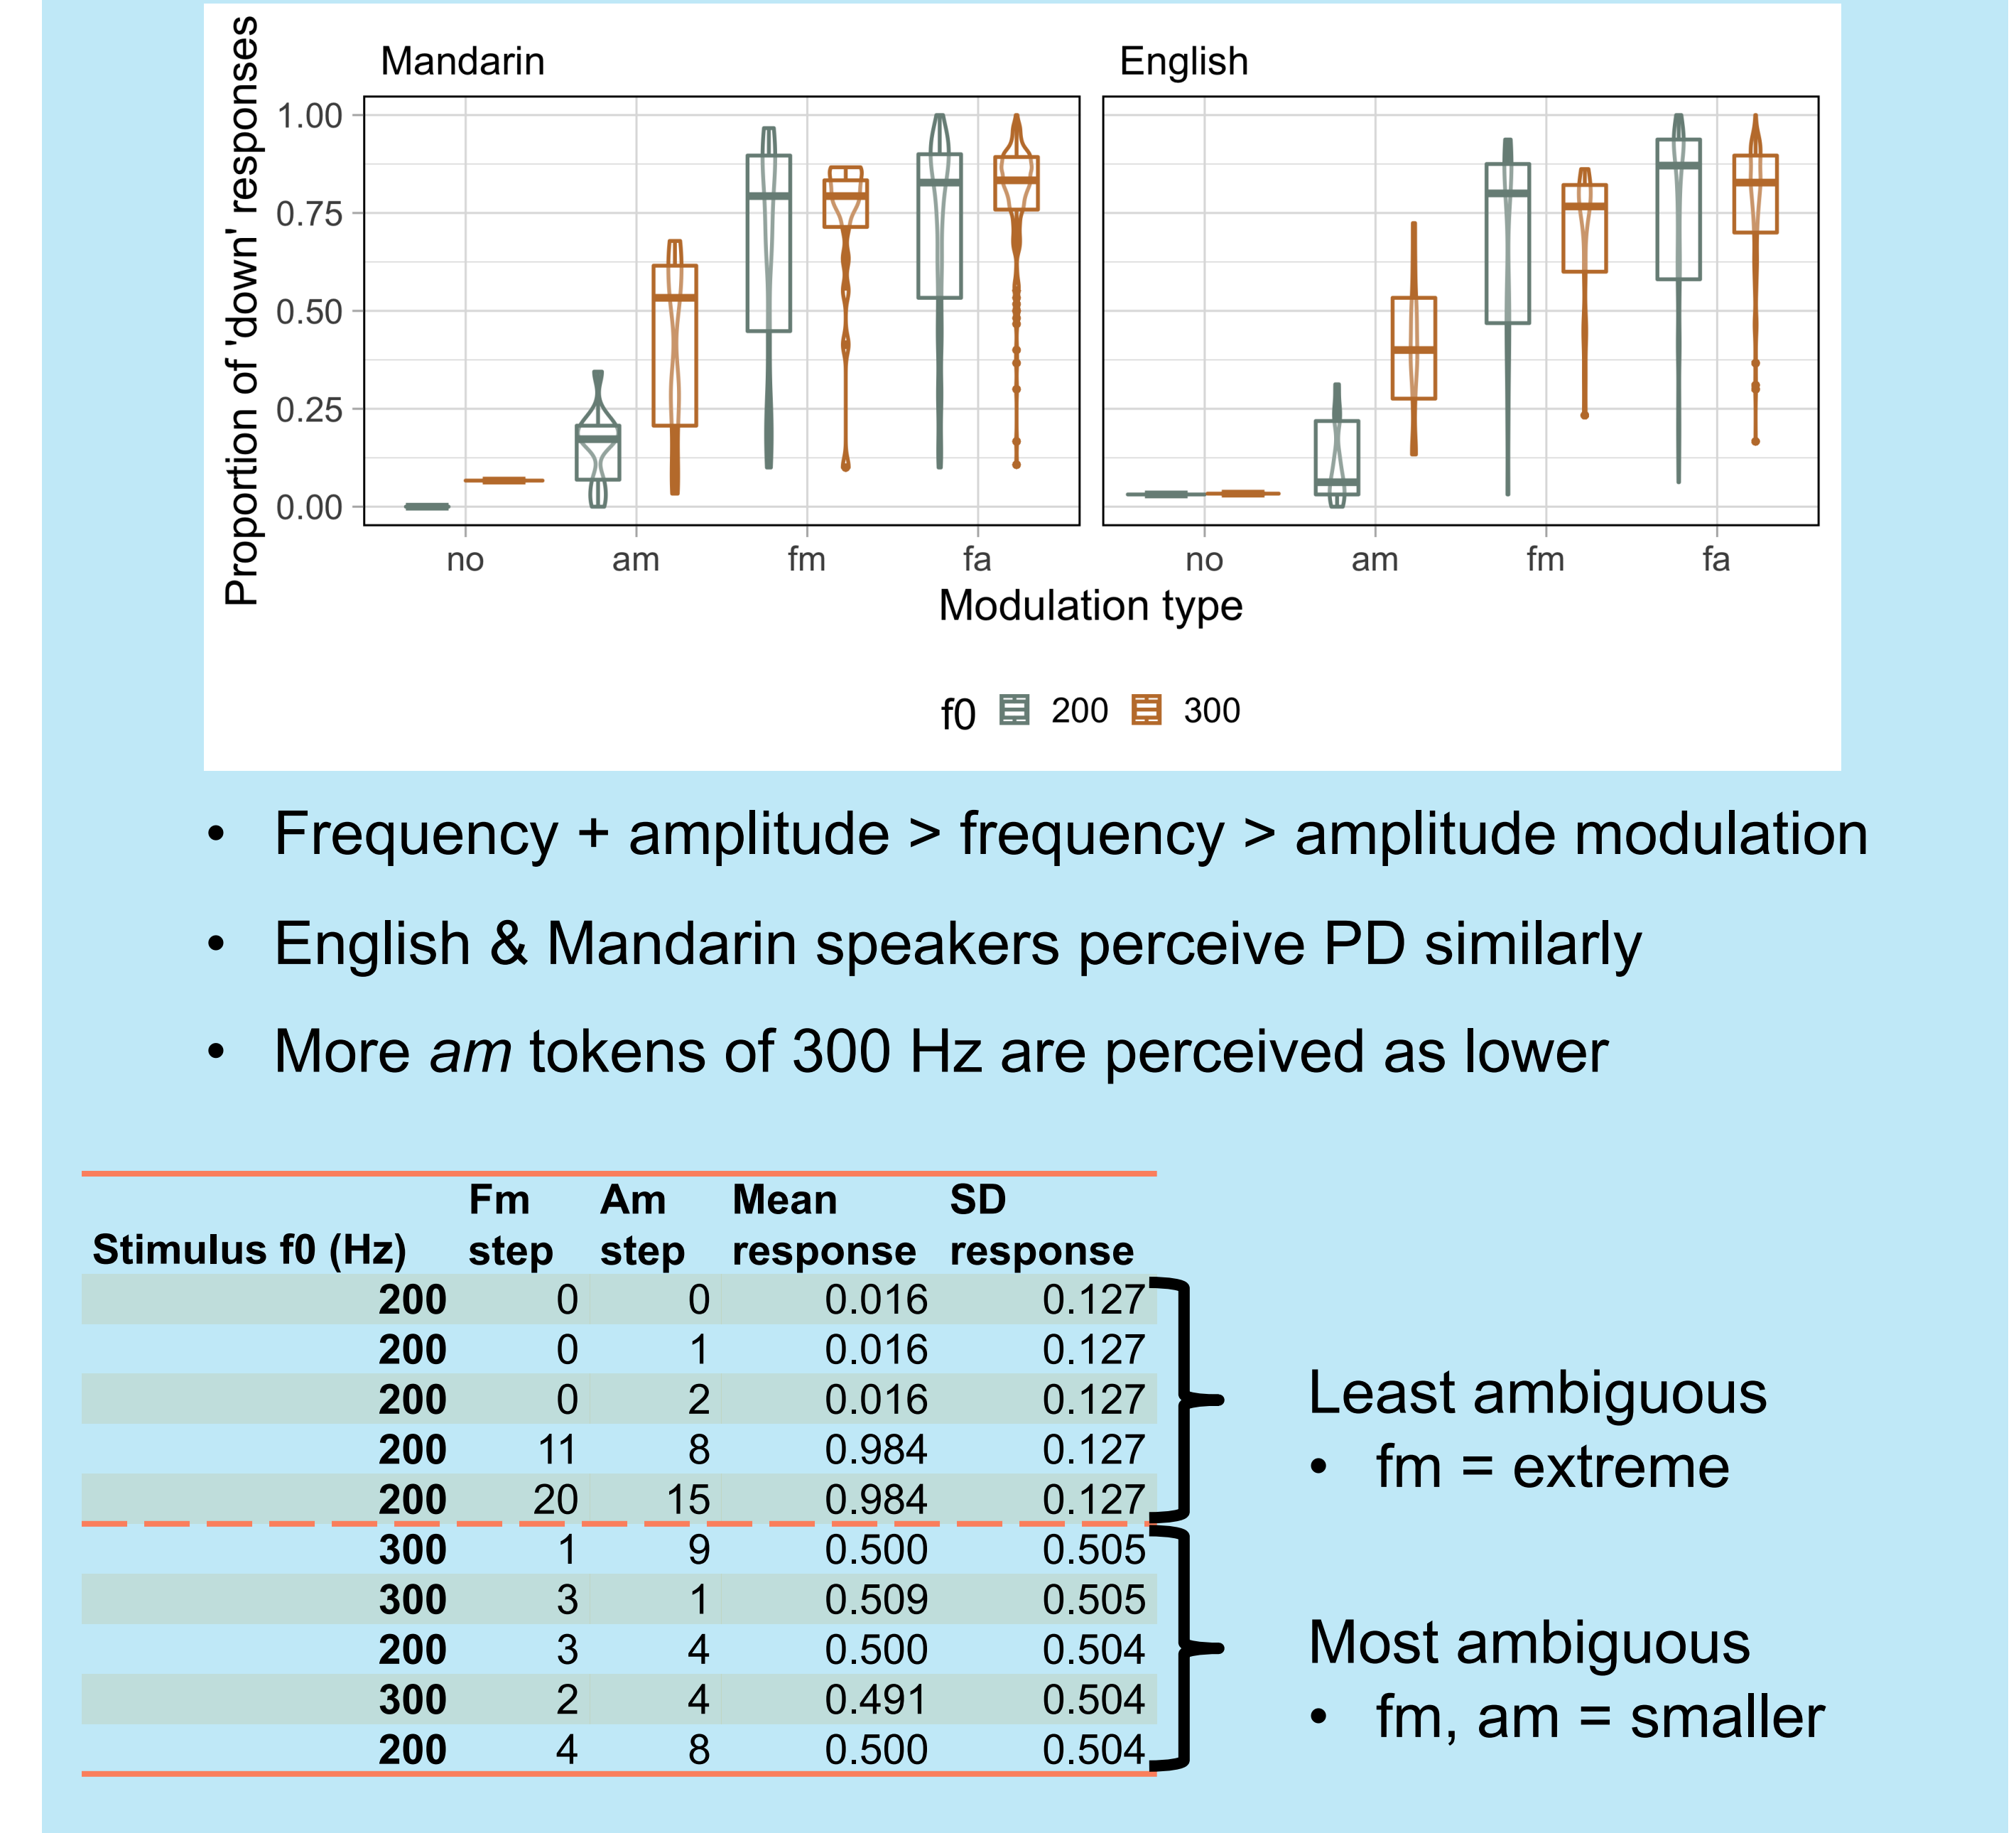 Proportion of 'down' responses
Mandarin
English
1.00
0.75
0.50
0.25
0.00
no am fm fa
no am fm fa
Modulation type
f0 200 300
• Frequency + amplitude > frequency > amplitude modulation
• English & Mandarin speakers perceive PD similarly
• More am tokens of 300 Hz are perceived as lower
Stimulus f0 (Hz) Fm step Am step Mean response SD response
200 0 0 0.016 0.127
200 0 1 0.016 0.127
200 0 2 0.016 0.127
200 11 8 0.984 0.127
200 20 15 0.984 0.127
300 1 9 0.500 0.505
300 3 1 0.509 0.505
200 3 4 0.500 0.504
300 2 4 0.491 0.504
200 4 8 0.500 0.504
Least ambiguous
• fm = extreme
Most ambiguous
• fm, am = smaller